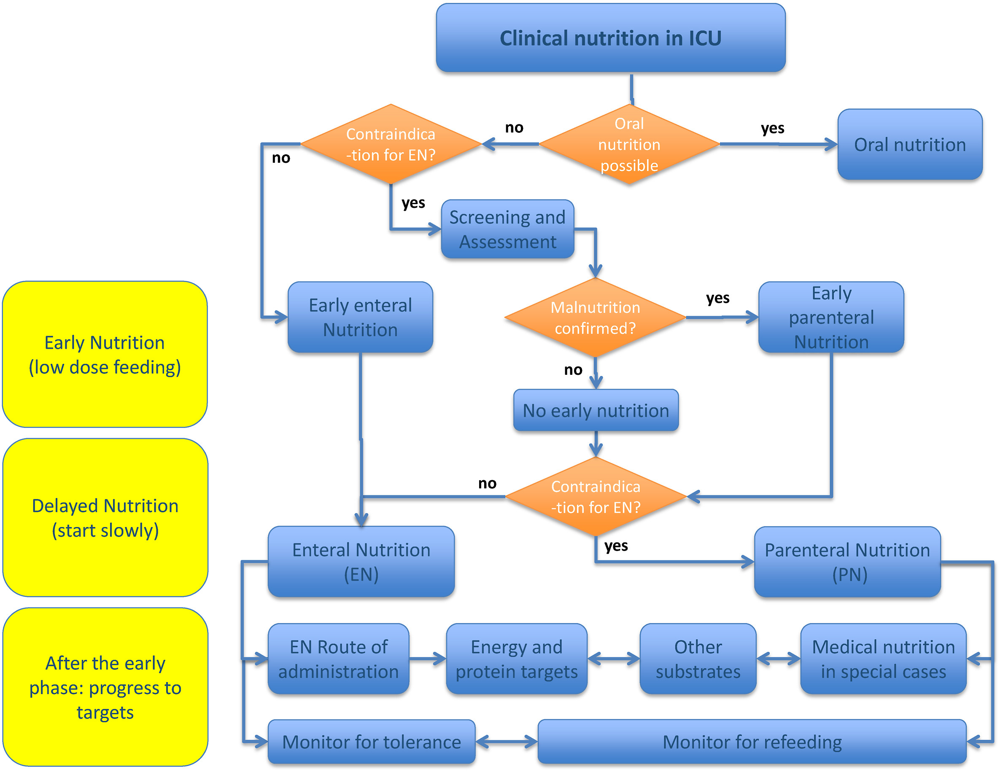 Clinical nutrition in ICU
Oral
nutrition
possible
yes
Oral nutrition
no
Contraindica
-tion for EN?
no
yes
Screening and
Assessment
Early enteral
Nutrition
Malnutrition
confirmed?
yes
Early
parenteral
Nutrition
no
No early nutrition
Contraindica
-tion for EN?
no
yes
Enteral Nutrition
(EN)
Parenteral Nutrition
(PN)
EN Route of
administration
Energy and
protein targets
Other
substrates
Medical nutrition
in special cases
Monitor for tolerance
Monitor for refeeding
Early Nutrition
(low dose feeding)
Delayed Nutrition
(start slowly)
After the early
phase: progress to
targets